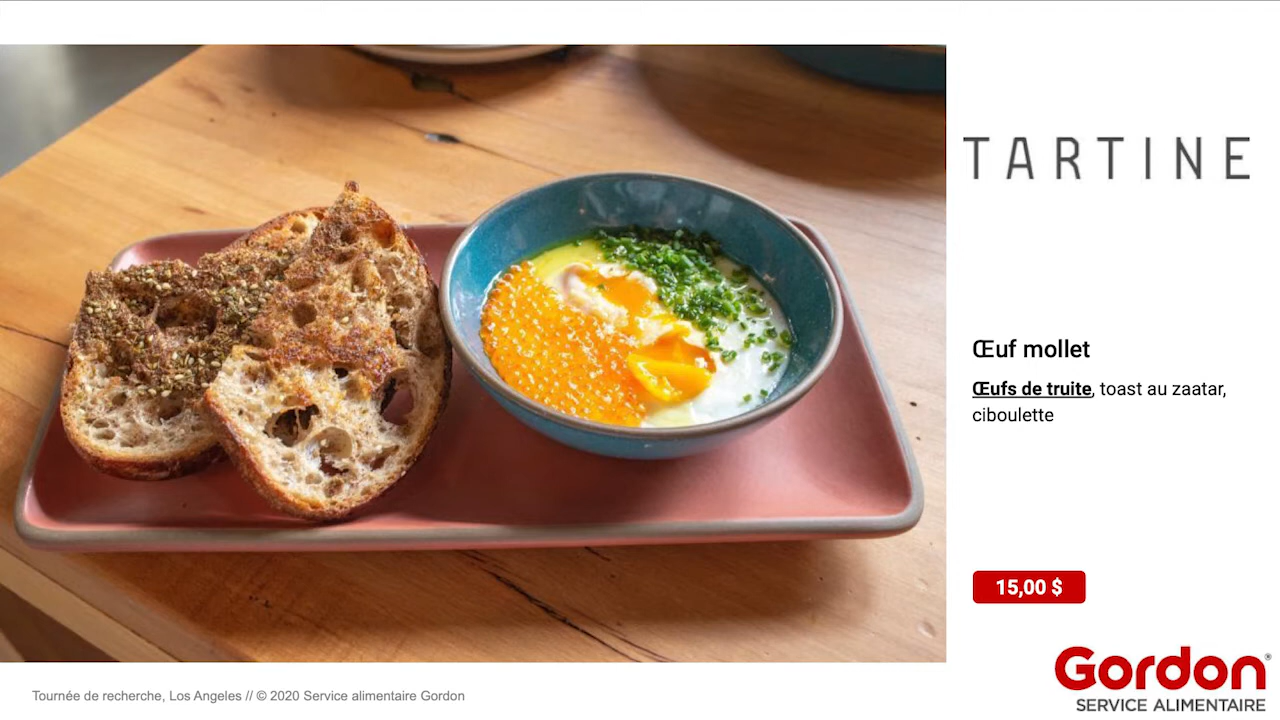 TARTINE
Œuf mollet
Œufs de truite, toast au zaatar,
ciboulette
15,00 $
Gordon®
SERVICE ALIMENTAIRE
Tournée de recherche, Los Angeles // © 2020 Service alimentaire Gordon